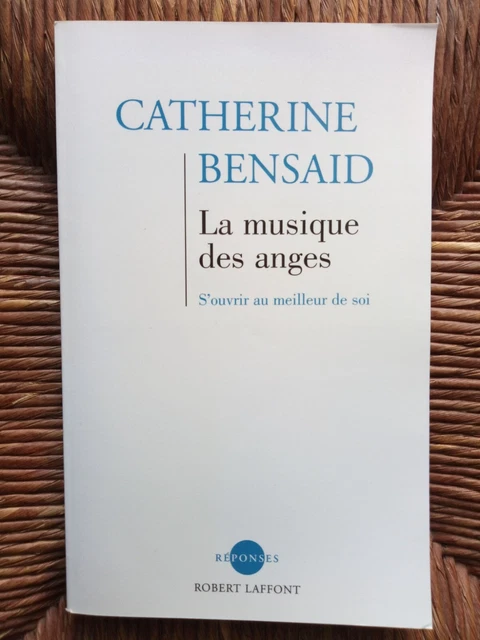 CATHERINE
BENSAID
La musique
des anges
S'ouvrir au meilleur de soi
RÉPONSES
ROBERT LAFFONT